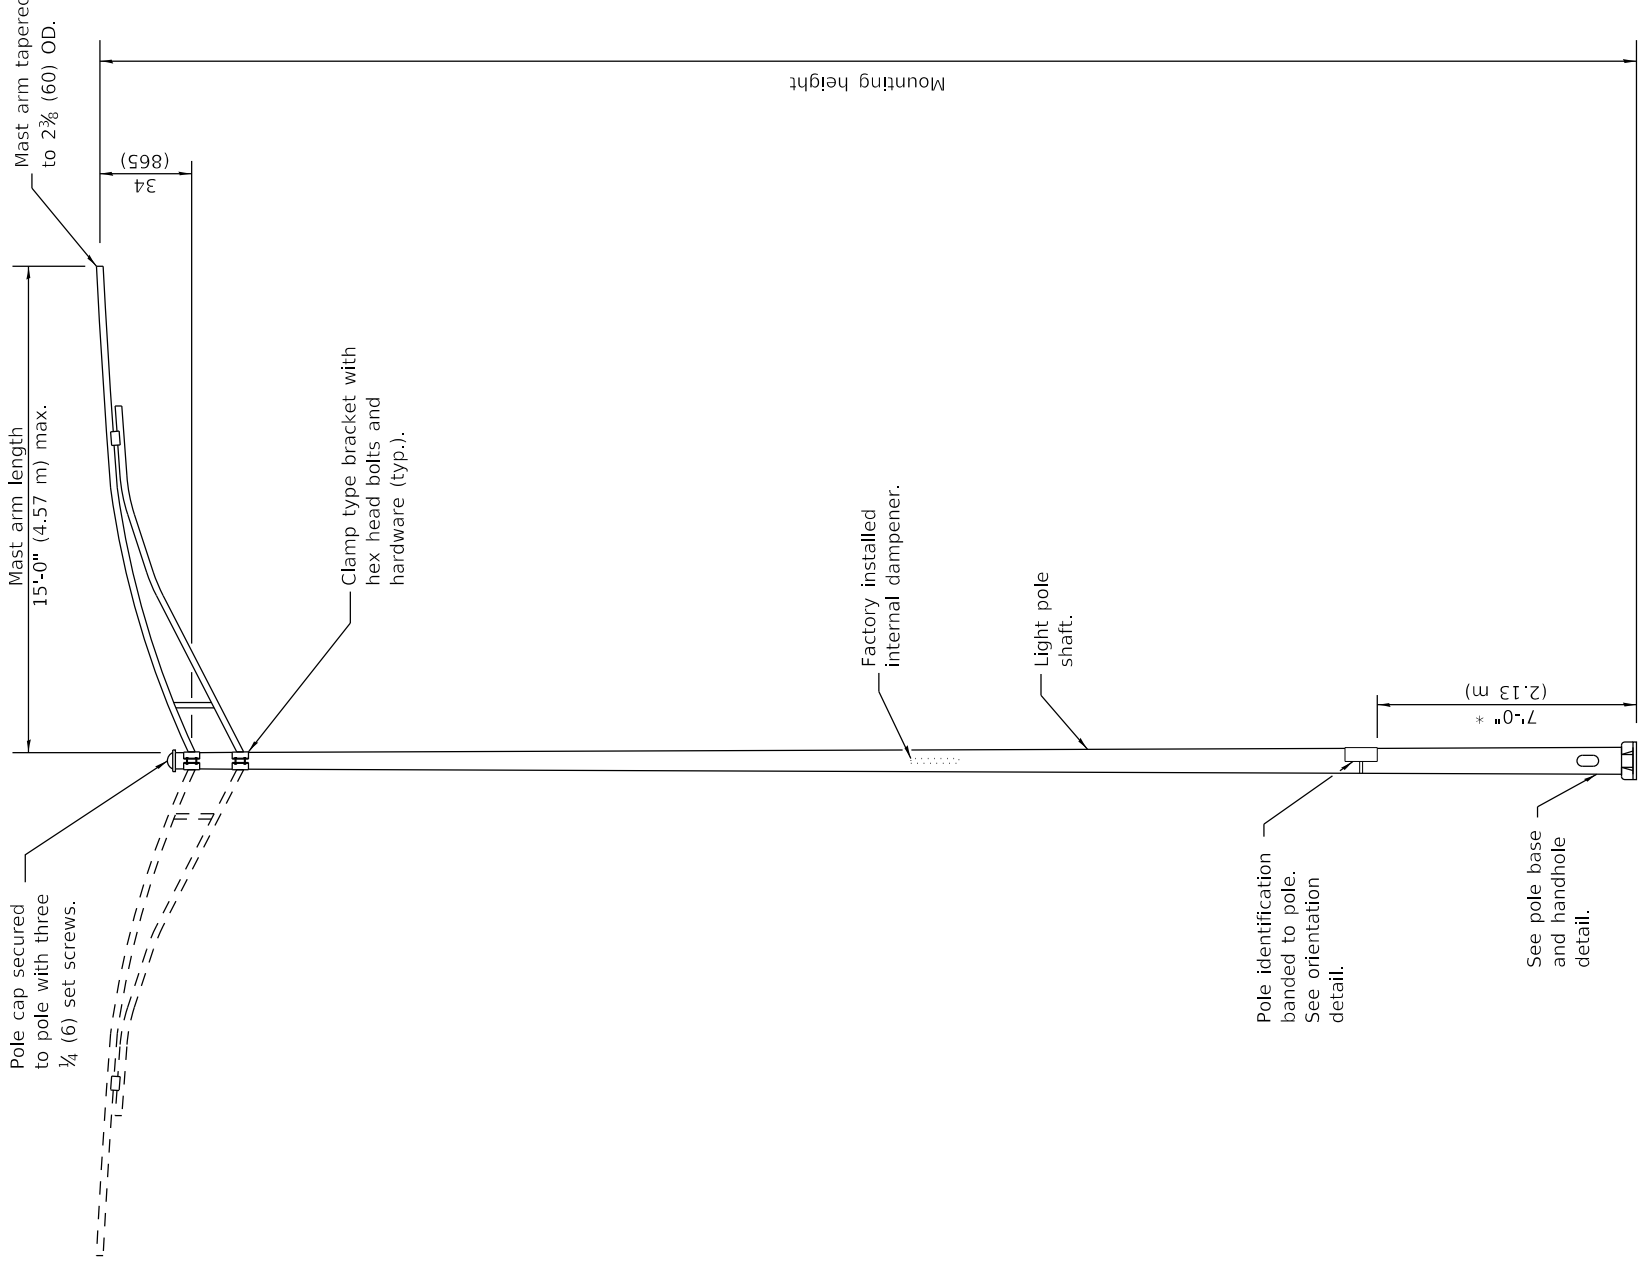 Mast arm tapered
to 2⅜ (60) OD.
Mast arm length
15'-0" (4.57 m) max.
34
(865)
Mounting height
Clamp type bracket with
hex head bolts and
hardware (typ.).
Factory installed
internal dampener.
Light pole
shaft.
7'-0" *
(2.13 m)
Pole cap secured
to pole with three
¼ (6) set screws.
Pole identification
banded to pole.
See orientation
detail.
See pole base
and handhole
detail.